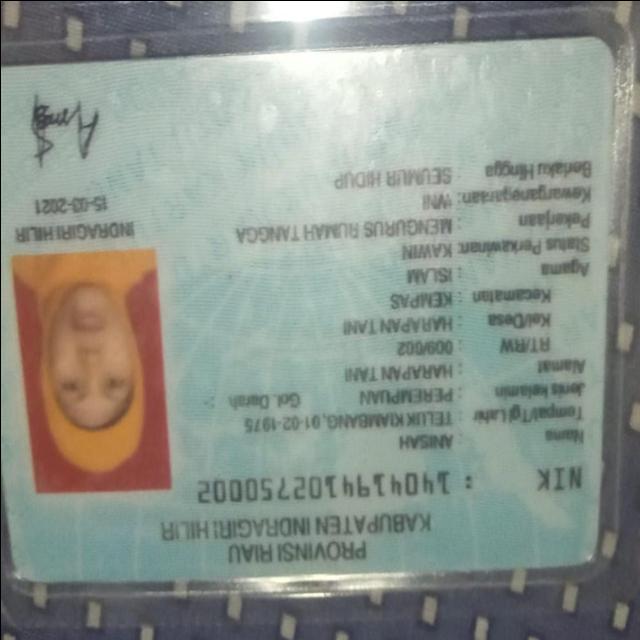 PROVINSI RIAU
KABUPATEN INDRAGIRI HILIR
NIK : 1404194102750002
Nama : ANISAH
Tempat/Tgl Lahir : TELUK KIAMBANG, 01-02-1975
Jenis kelamin : PEREMPUAN Gol. Darah :
Alamat : HARAPAN TANI
RT/RW : 009/002
Kel/Desa : HARAPAN TANI
Kecamatan : KEMPAS
Agama : ISLAM
Status Perkawinan: KAWIN
Pekerjaan : MENGURUS RUMAH TANGGA
Kewarganegaraan: WNI
Berlaku Hingga : SEUMUR HIDUP
INDRAGIRI HILIR
15-03-2021